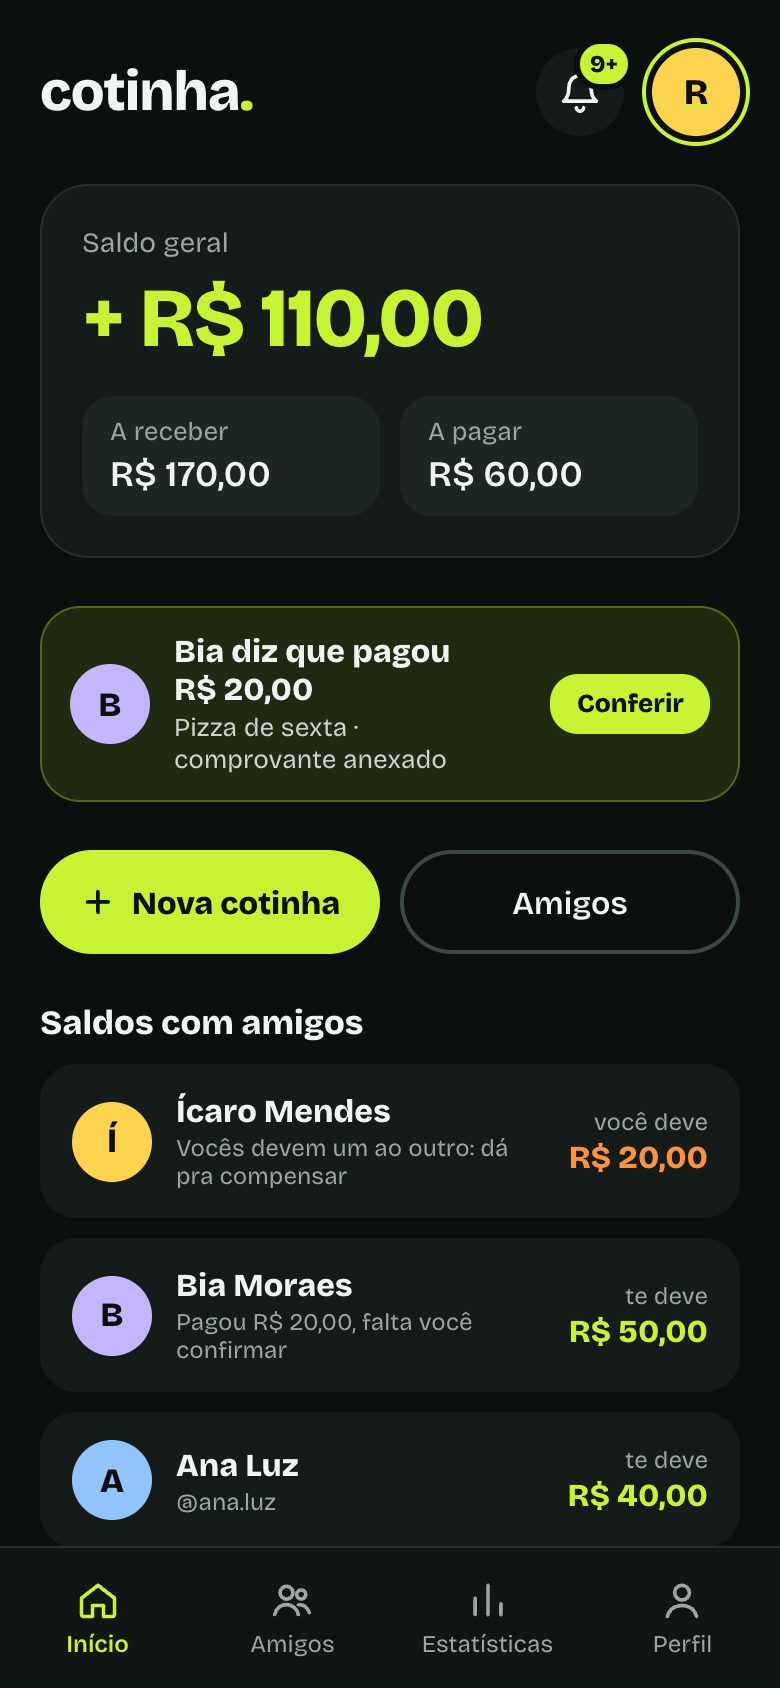 cotinha.
9+
R
Saldo geral
+ R$ 110,00
A receber
R$ 170,00
A pagar
R$ 60,00
B
Bia diz que pagou
R$ 20,00
Pizza de sexta ·
comprovante anexado
Conferir
+ Nova cotinha
Amigos
Saldos com amigos
Í
Ícaro Mendes
Vocês devem um ao outro: dá
pra compensar
você deve
R$ 20,00
B
Bia Moraes
Pagou R$ 20,00, falta você
confirmar
te deve
R$ 50,00
A
Ana Luz
@ana.luz
te deve
R$ 40,00
Início
Amigos
Estatísticas
Perfil